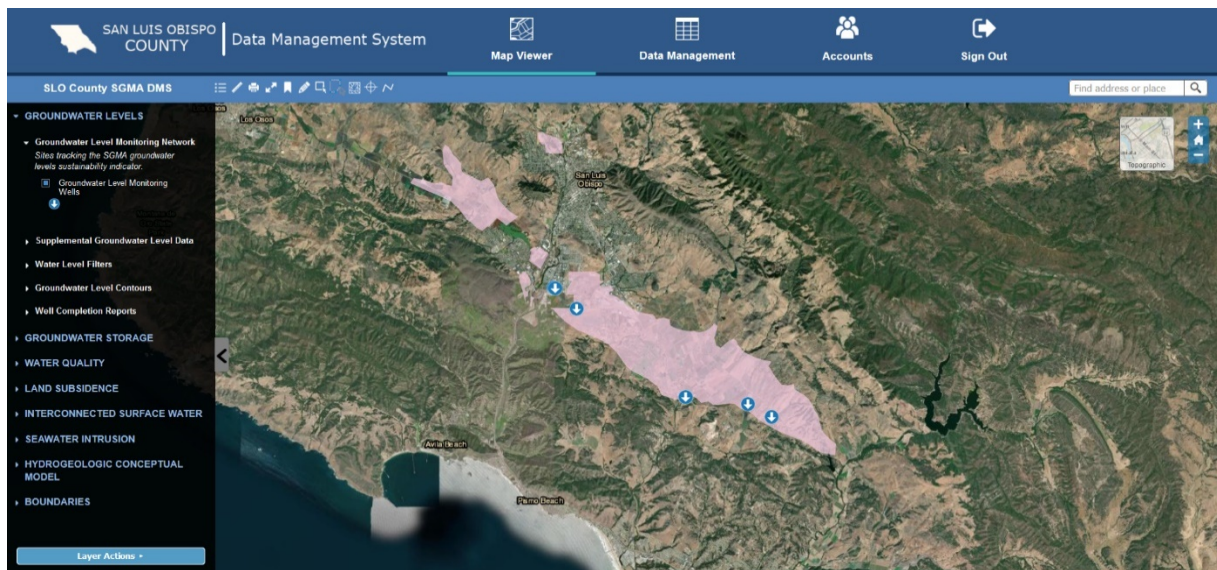 SAN LUIS OBISPO
COUNTY
Data Management System
Map Viewer
Data Management
Accounts
Sign Out
SLO County SGMA DMS
Find address or place
GROUNDWATER LEVELS
Groundwater Level Monitoring Network
Sites tracking the SGMA groundwater
levels sustainability indicator.
Groundwater Level Monitoring
Wells
Supplemental Groundwater Level Data
Water Level Filters
Groundwater Level Contours
Well Completion Reports
GROUNDWATER STORAGE
WATER QUALITY
LAND SUBSIDENCE
INTERCONNECTED SURFACE WATER
SEAWATER INTRUSION
HYDROGEOLOGIC CONCEPTUAL
MODEL
BOUNDARIES
Layer Actions
Los Osos
San Luis
Obispo
Avila Beach
Pismo Beach
Topographic